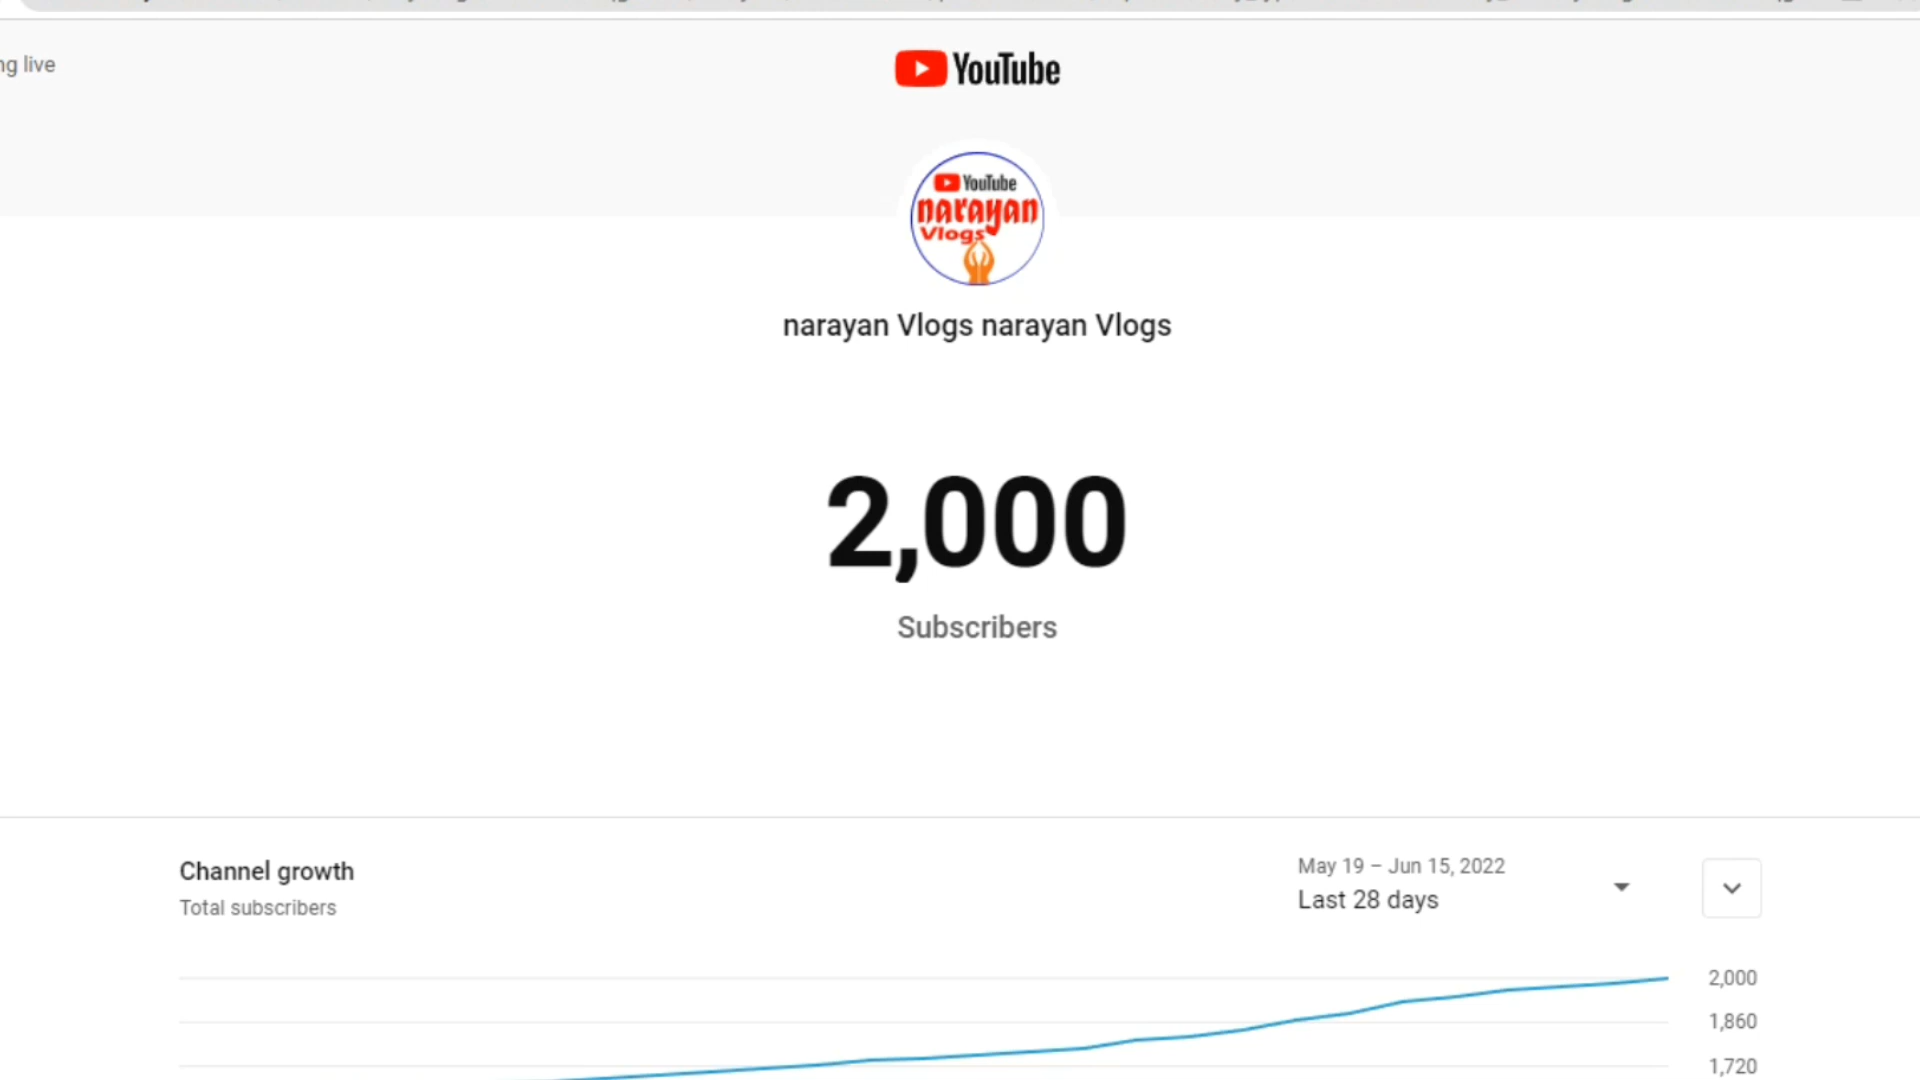 ng live
YouTube
YouTube
narayan
Vlogs
narayan Vlogs narayan Vlogs
2,000
Subscribers
Channel growth
Total subscribers
May 19 – Jun 15, 2022
Last 28 days
2,000
1,860
1,720